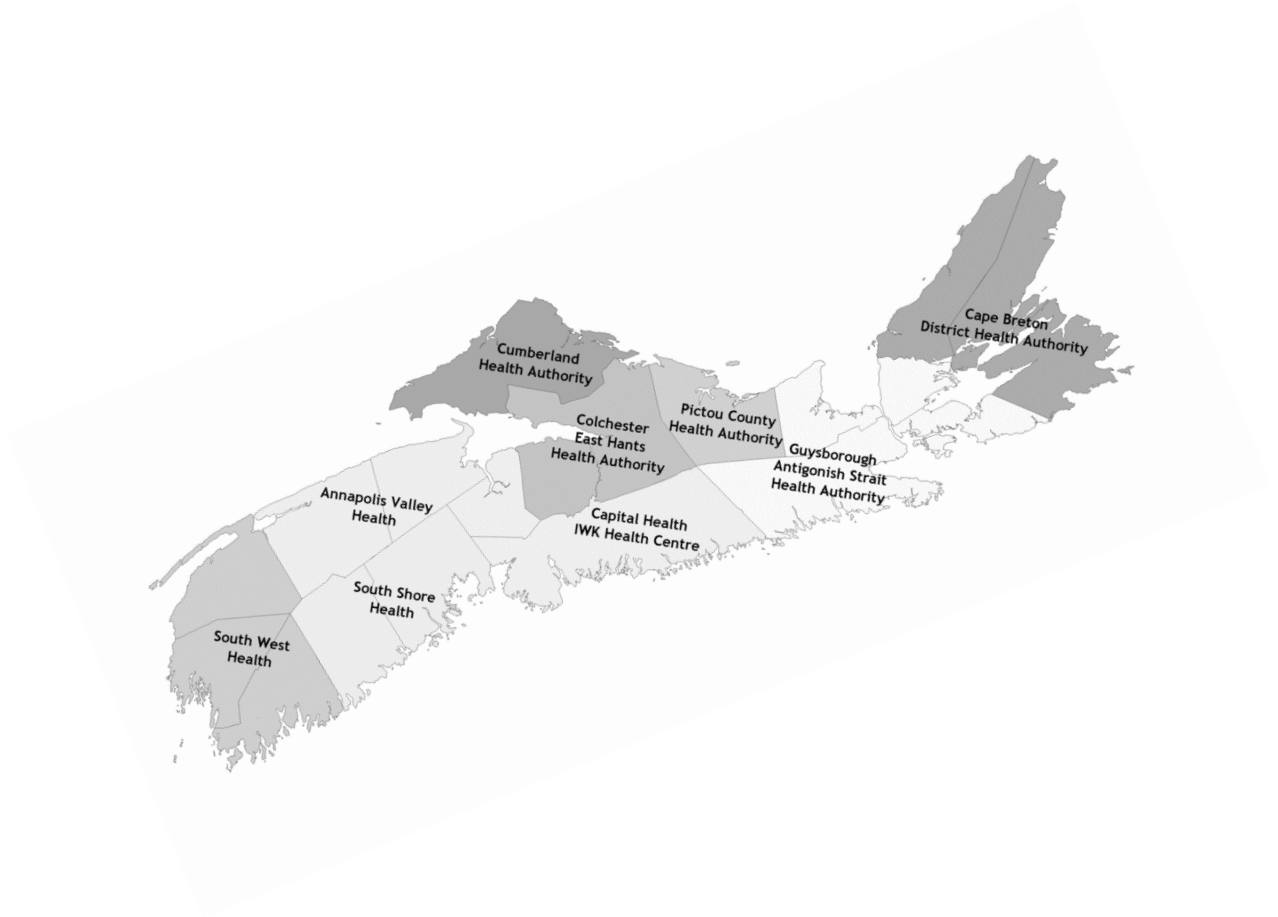 Cape Breton
District Health Authority
Cumberland
Health Authority
Pictou County
Health Authority
Colchester
East Hants
Health Authority
Guysborough
Antigonish Strait
Health Authority
Annapolis Valley
Health
Capital Health
IWK Health Centre
South Shore
Health
South West
Health